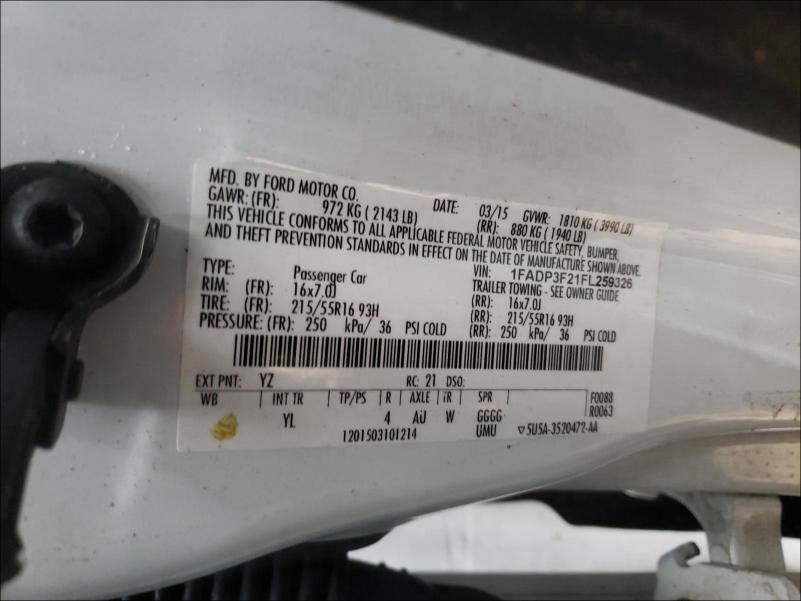 MFD. BY FORD MOTOR CO. DATE: 03/15 GVWR: 1810 KG ( 3990 LB)
GAWR: (FR): 972 KG ( 2143 LB) (RR): 880 KG ( 1940 LB)
THIS VEHICLE CONFORMS TO ALL APPLICABLE FEDERAL MOTOR VEHICLE SAFETY, BUMPER,
AND THEFT PREVENTION STANDARDS IN EFFECT ON THE DATE OF MANUFACTURE SHOWN ABOVE.
VIN: 1FADP3F21FL259326
TYPE: Passenger Car TRAILER TOWING - SEE OWNER GUIDE
RIM: (FR): 16x7.0J (RR): 16x7.0J
TIRE: (FR): 215/55R16 93H (RR): 215/55R16 93H
PRESSURE: (FR): 250 kPa/ 36 PSI COLD (RR): 250 kPa/ 36 PSI COLD
EXT PNT: YZ RC: 21 DSO:
WB | INT TR | TP/PS | R | AXLE | TR | SPR F0088
YL 4 AU W GGGG R0063
1201503101214 UMU ▽5U5A-3520472-AA